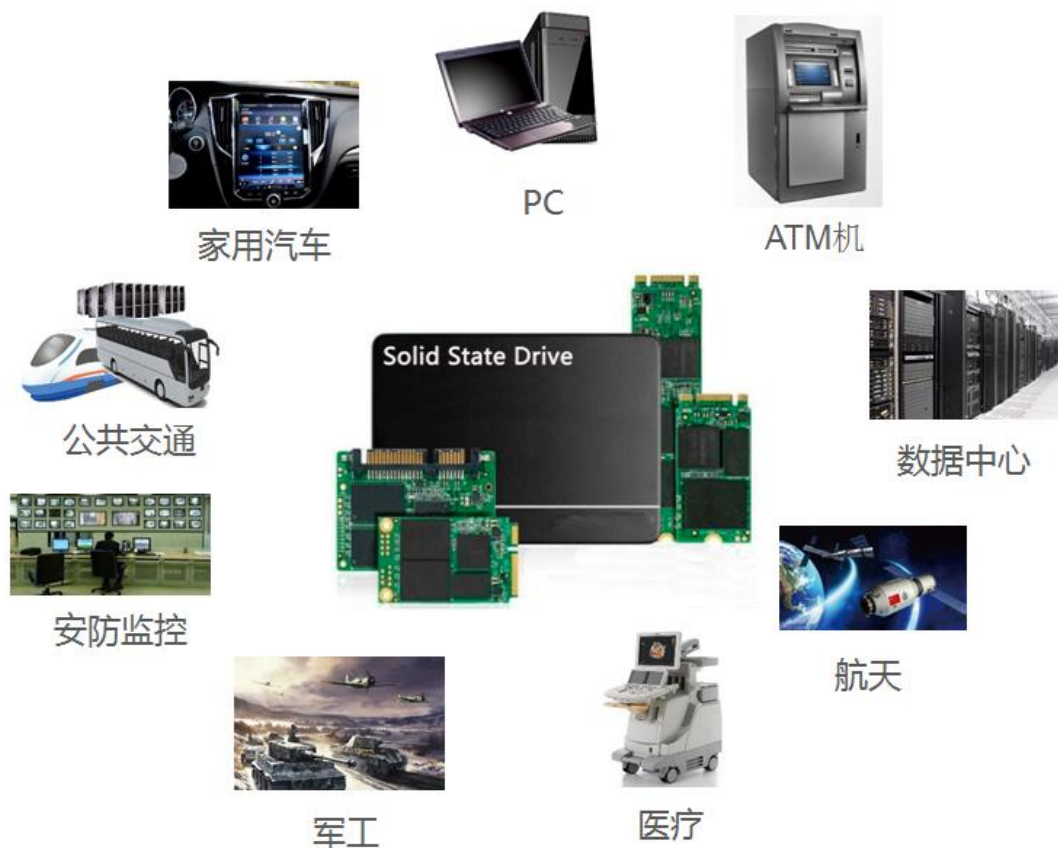 PC
ATM机
家用汽车
Solid State Drive
公共交通
数据中心
安防监控
航天
军工
医疗